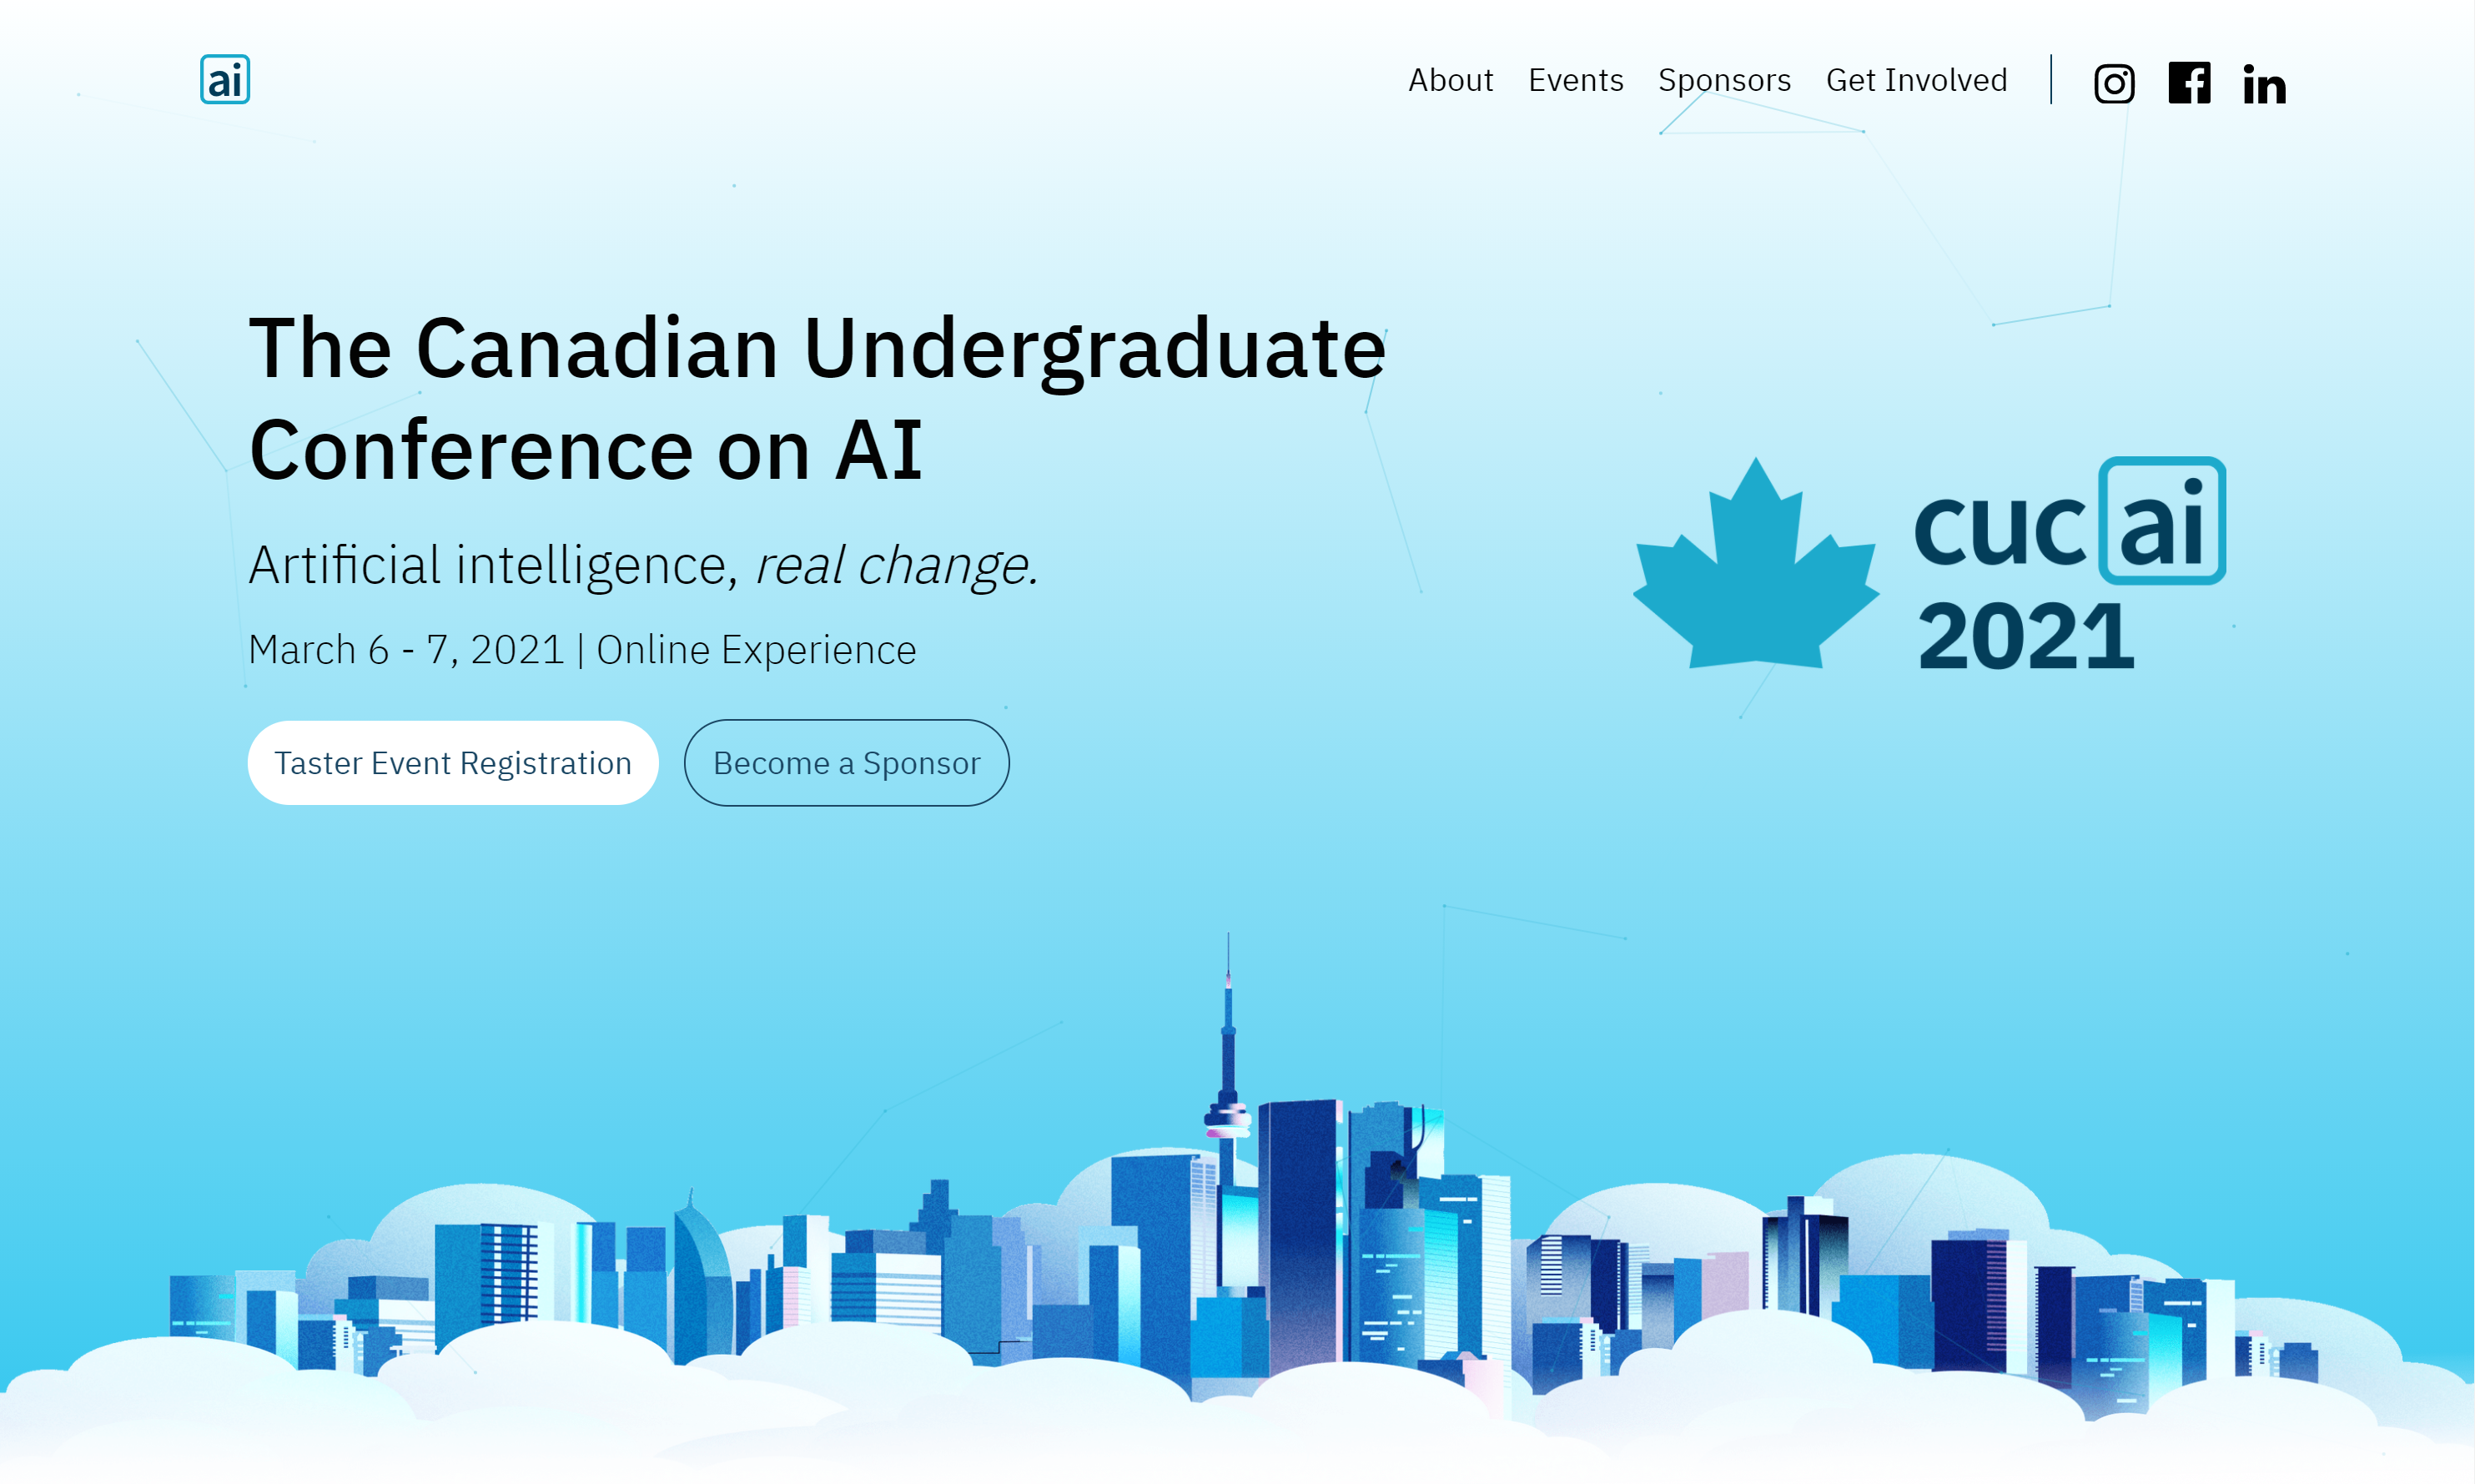 ai
About Events Sponsors Get Involved
The Canadian Undergraduate
Conference on AI
Artificial intelligence, real change.
March 6 - 7, 2021 | Online Experience
Taster Event Registration
Become a Sponsor
cuc ai
2021